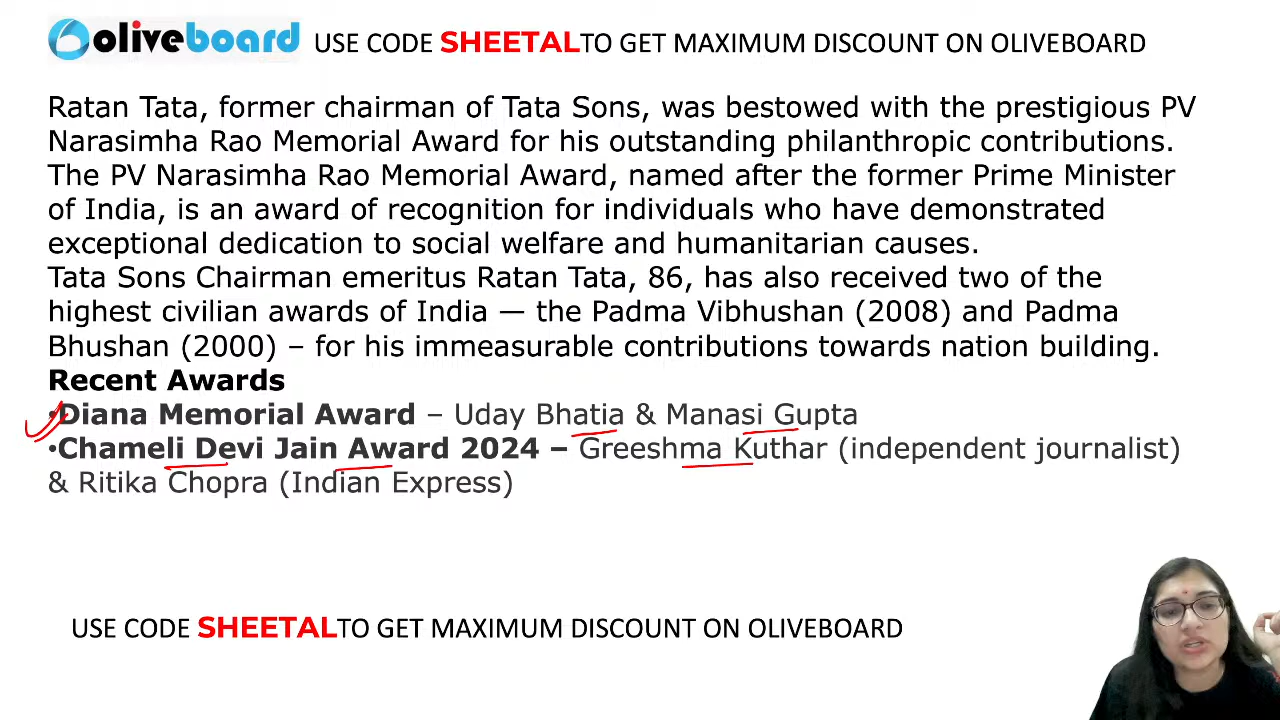 oliveboard USE CODE SHEETAL TO GET MAXIMUM DISCOUNT ON OLIVEBOARD
Ratan Tata, former chairman of Tata Sons, was bestowed with the prestigious PV
Narasimha Rao Memorial Award for his outstanding philanthropic contributions.
The PV Narasimha Rao Memorial Award, named after the former Prime Minister
of India, is an award of recognition for individuals who have demonstrated
exceptional dedication to social welfare and humanitarian causes.
Tata Sons Chairman emeritus Ratan Tata, 86, has also received two of the
highest civilian awards of India — the Padma Vibhushan (2008) and Padma
Bhushan (2000) – for his immeasurable contributions towards nation building.
Recent Awards
•Diana Memorial Award – Uday Bhatia & Manasi Gupta
•Chameli Devi Jain Award 2024 – Greeshma Kuthar (independent journalist)
& Ritika Chopra (Indian Express)
USE CODE SHEETAL TO GET MAXIMUM DISCOUNT ON OLIVEBOARD